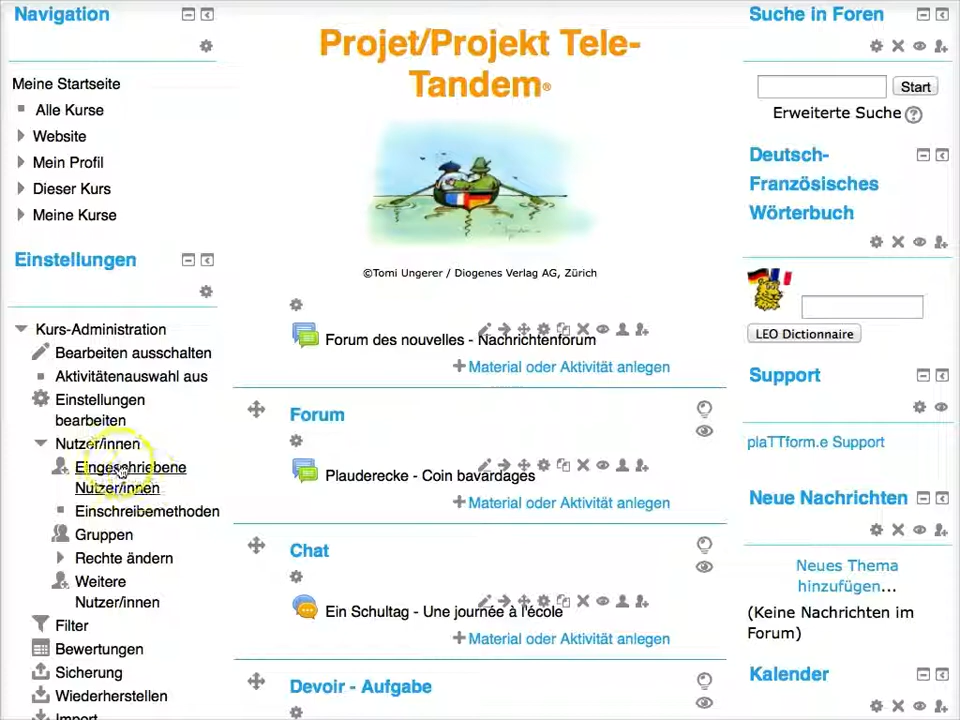 Navigation
Meine Startseite
Alle Kurse
Website
Mein Profil
Dieser Kurs
Meine Kurse
Einstellungen
Kurs-Administration
Bearbeiten ausschalten
Aktivitätenauswahl aus
Einstellungen
bearbeiten
Nutzer/innen
Eingeschriebene
Nutzer/innen
Einschreibemethoden
Gruppen
Rechte ändern
Weitere
Nutzer/innen
Filter
Bewertungen
Sicherung
Wiederherstellen
Import
Projet/Projekt Tele-
Tandem®
©Tomi Ungerer / Diogenes Verlag AG, Zürich
Forum des nouvelles - Nachrichtenforum
+Material oder Aktivität anlegen
Forum
Plauderecke - Coin bavardages
+Material oder Aktivität anlegen
Chat
Ein Schultag - Une journée à l'école
+Material oder Aktivität anlegen
Devoir - Aufgabe
Suche in Foren
Start
Erweiterte Suche ?
Deutsch-
Französisches
Wörterbuch
LEO Dictionnaire
Support
plaTTform.e Support
Neue Nachrichten
Neues Thema
hinzufügen...
(Keine Nachrichten im
Forum)
Kalender